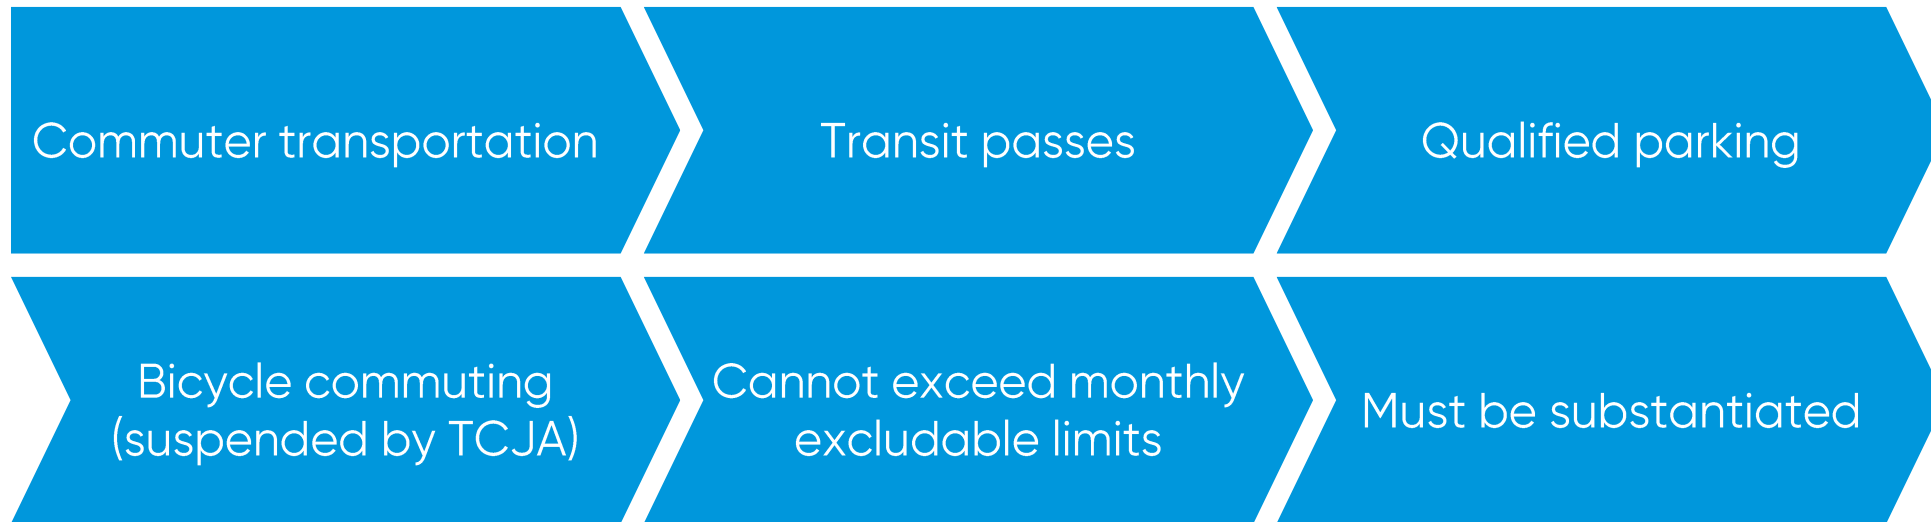 Commuter transportation
Transit passes
Qualified parking
Bicycle commuting
(suspended by TCJA)
Cannot exceed monthly
excludable limits
Must be substantiated